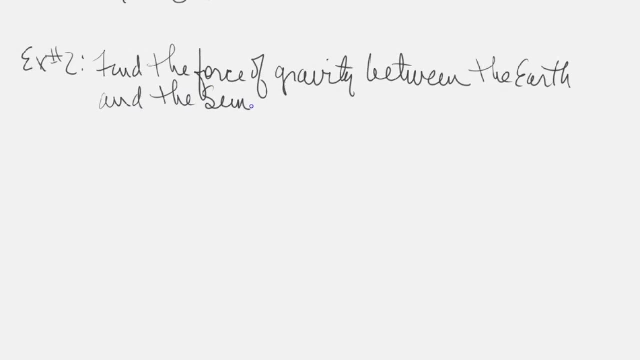 Ex#2: Find the force of gravity between the Earth
and the Sun.